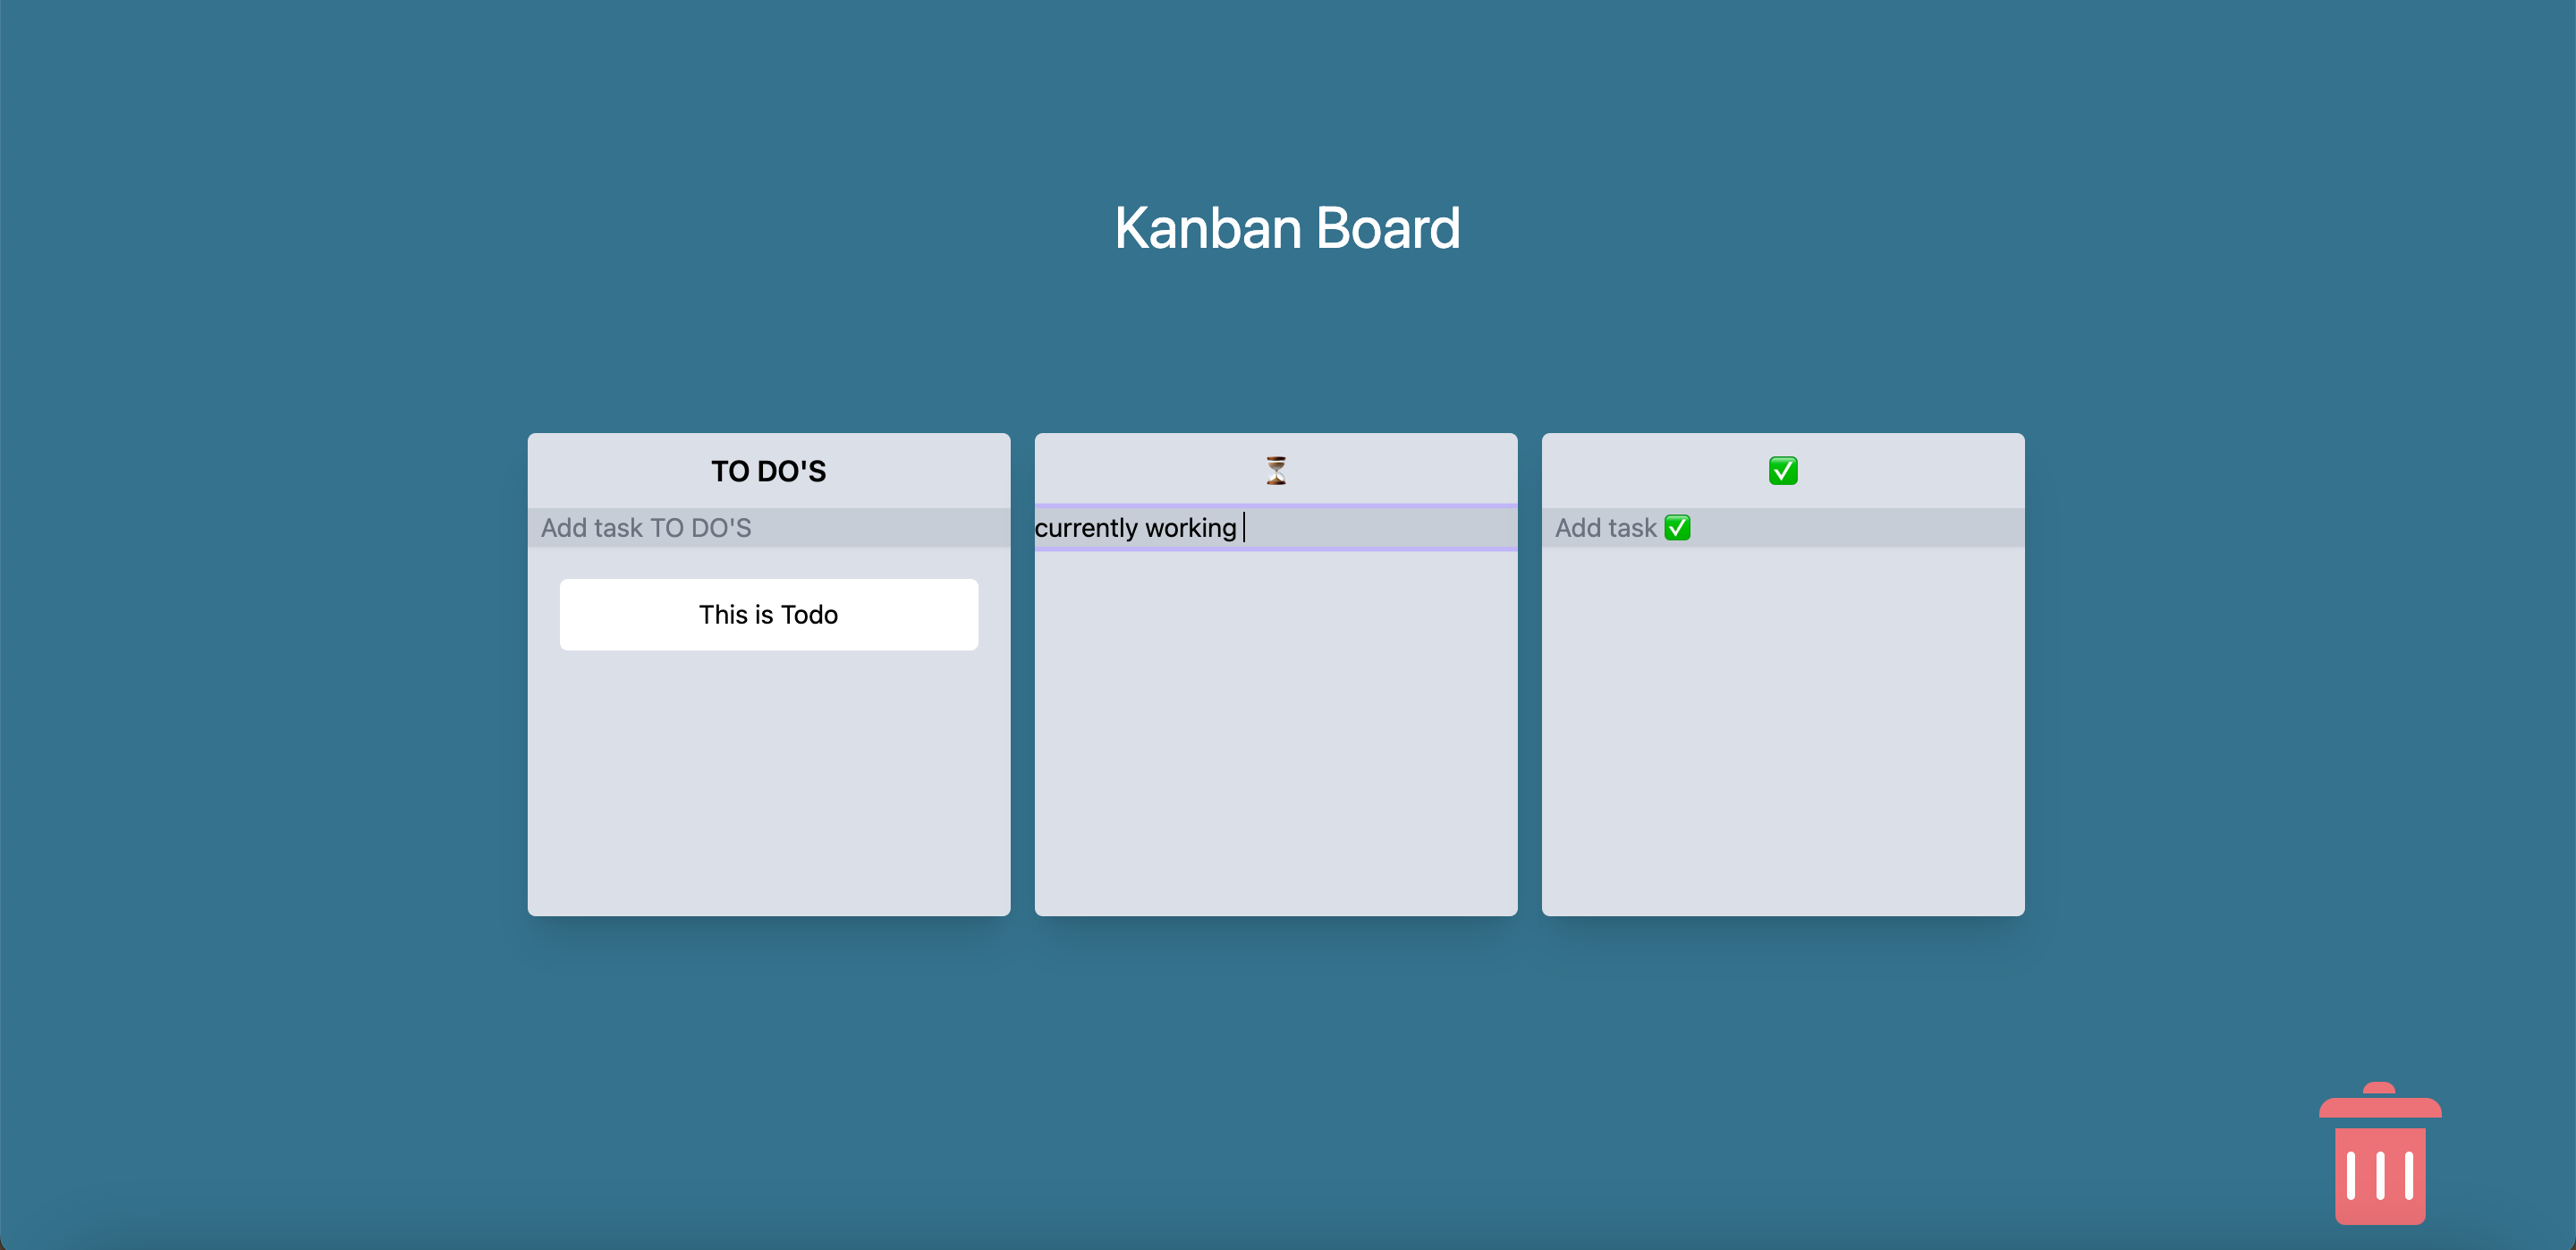 Kanban Board
TO DO'S
⏳
✅
Add task TO DO'S
currently working
Add task ✅
This is Todo